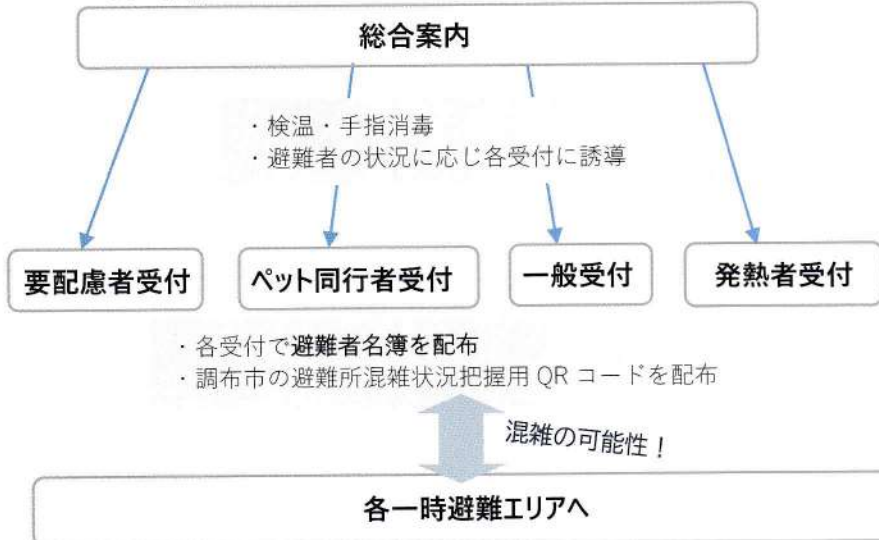 総合案内
・検温・手指消毒
・避難者の状況に応じ各受付に誘導
要配慮者受付
ペット同行者受付
一般受付
発熱者受付
・各受付で避難者名簿を配布
・調布市の避難所混雑状況把握用 QR コードを配布
混雑の可能性！
各一時避難エリアへ